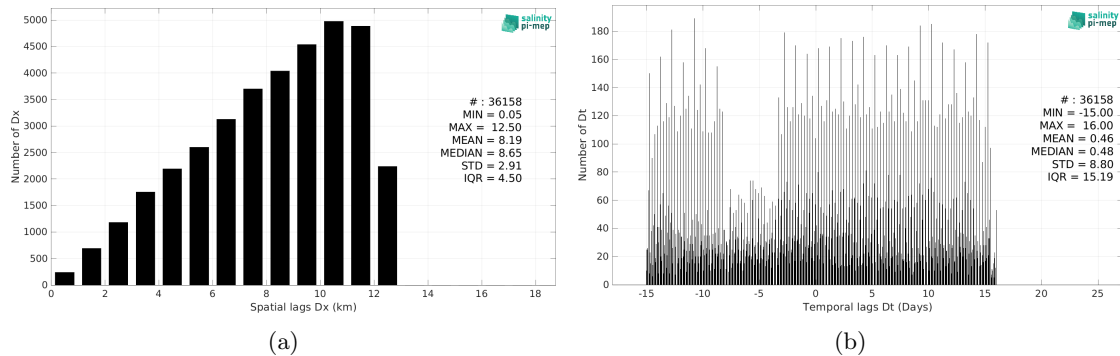 salinity
pi-mep
5000
4500
4000
3500
3000
2500
2000
1500
1000
500
0
Number of Dx
# : 36158
MIN = 0.05
MAX = 12.50
MEAN = 8.19
MEDIAN = 8.65
STD = 2.91
IQR = 4.50
0 2 4 6 8 10 12 14 16 18
Spatial lags Dx (km)
(a)
salinity
pi-mep
180
160
140
120
100
80
60
40
20
0
Number of Dt
# : 36158
MIN = -15.00
MAX = 16.00
MEAN = 0.46
MEDIAN = 0.48
STD = 8.80
IQR = 15.19
-15 -10 -5 0 5 10 15 20 25
Temporal lags Dt (Days)
(b)